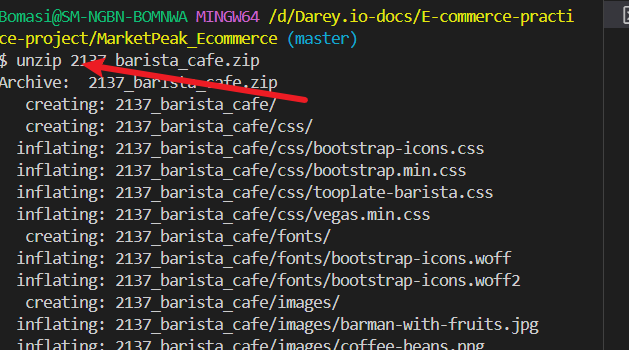 Bomasi@SM-NGBN-BOMNWA MINGW64 /d/Darey.io-docs/E-commerce-practi
ce-project/MarketPeak_Ecommerce (master)
$ unzip 2137_barista_cafe.zip
Archive:  2137_barista_cafe.zip
   creating: 2137_barista_cafe/
   creating: 2137_barista_cafe/css/
  inflating: 2137_barista_cafe/css/bootstrap-icons.css
  inflating: 2137_barista_cafe/css/bootstrap.min.css
  inflating: 2137_barista_cafe/css/tooplate-barista.css
  inflating: 2137_barista_cafe/css/vegas.min.css
   creating: 2137_barista_cafe/fonts/
  inflating: 2137_barista_cafe/fonts/bootstrap-icons.woff
  inflating: 2137_barista_cafe/fonts/bootstrap-icons.woff2
   creating: 2137_barista_cafe/images/
  inflating: 2137_barista_cafe/images/barman-with-fruits.jpg
  inflating: 2137_barista_cafe/images/coffee-beans.png